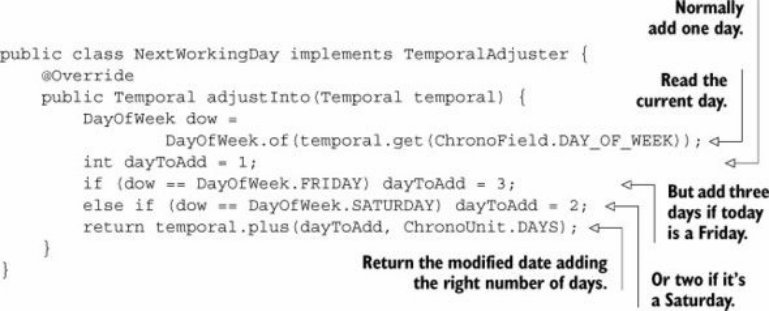 Normally
add one day.
public class NextWorkingDay implements TemporalAdjuster {
@Override
Read the
public Temporal adjustInto(Temporal temporal) {
current day.
DayOfWeek dow =
DayOfWeek.of(temporal.get(ChronoField.DAY_OF_WEEK));
int dayToAdd = 1;
if (dow == DayOfWeek.FRIDAY) dayToAdd = 3;
But add three
days if today
is a Friday.
else if (dow == DayOfWeek.SATURDAY) dayToAdd = 2;
return temporal.plus(dayToAdd, ChronoUnit.DAYS);
}
}
Return the modified date adding
the right number of days.
Or two if it's
a Saturday.